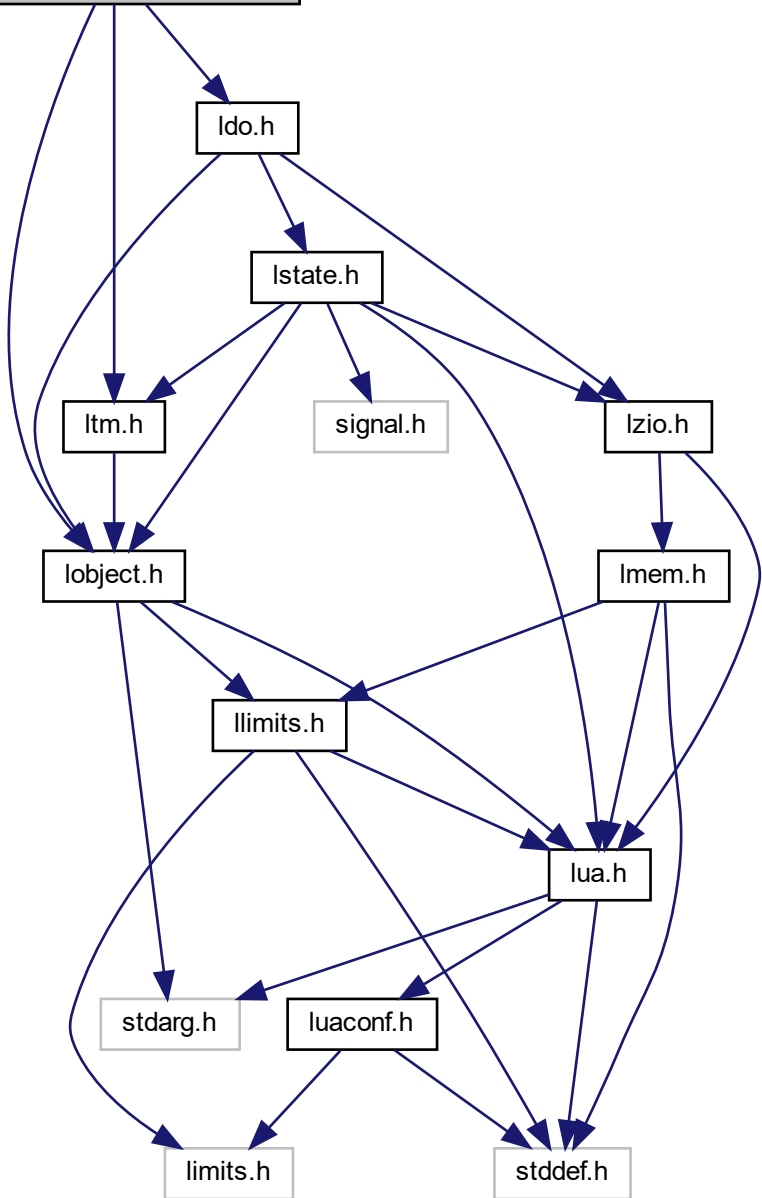 ldo.h
lstate.h
ltm.h
signal.h
lzio.h
lobject.h
lmem.h
llimits.h
lua.h
stdarg.h
luaconf.h
limits.h
stddef.h